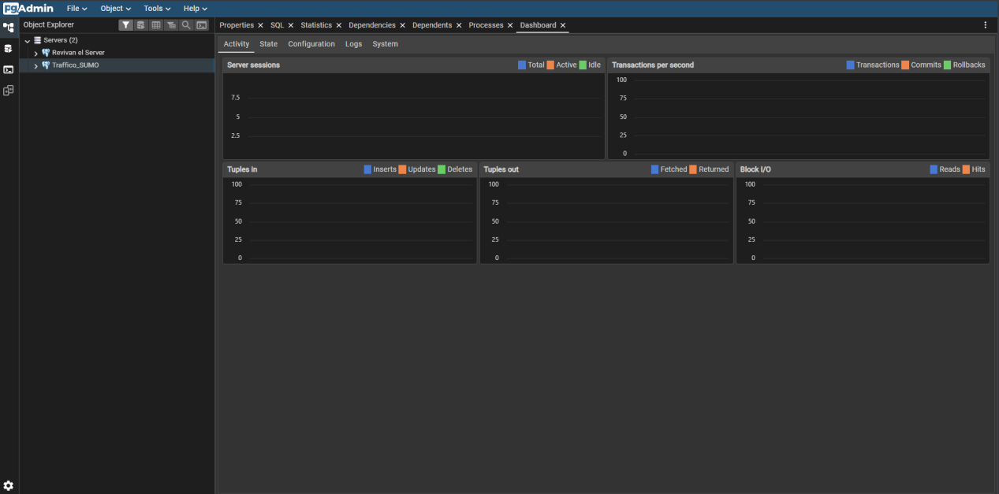 pgAdmin File Object Tools Help
Object Explorer
Servers (2)
Revivan el Server
Traffico_SUMO
Properties SQL Statistics Dependencies Dependents Processes Dashboard
Activity State Configuration Logs System
Server sessions Total Active Idle
7.5
5
2.5
Transactions per second Transactions Commits Rollbacks
100
75
50
25
0
Tuples in Inserts Updates Deletes
100
75
50
25
0
Tuples out Fetched Returned
100
75
50
25
0
Block I/O Reads Hits
100
75
50
25
0